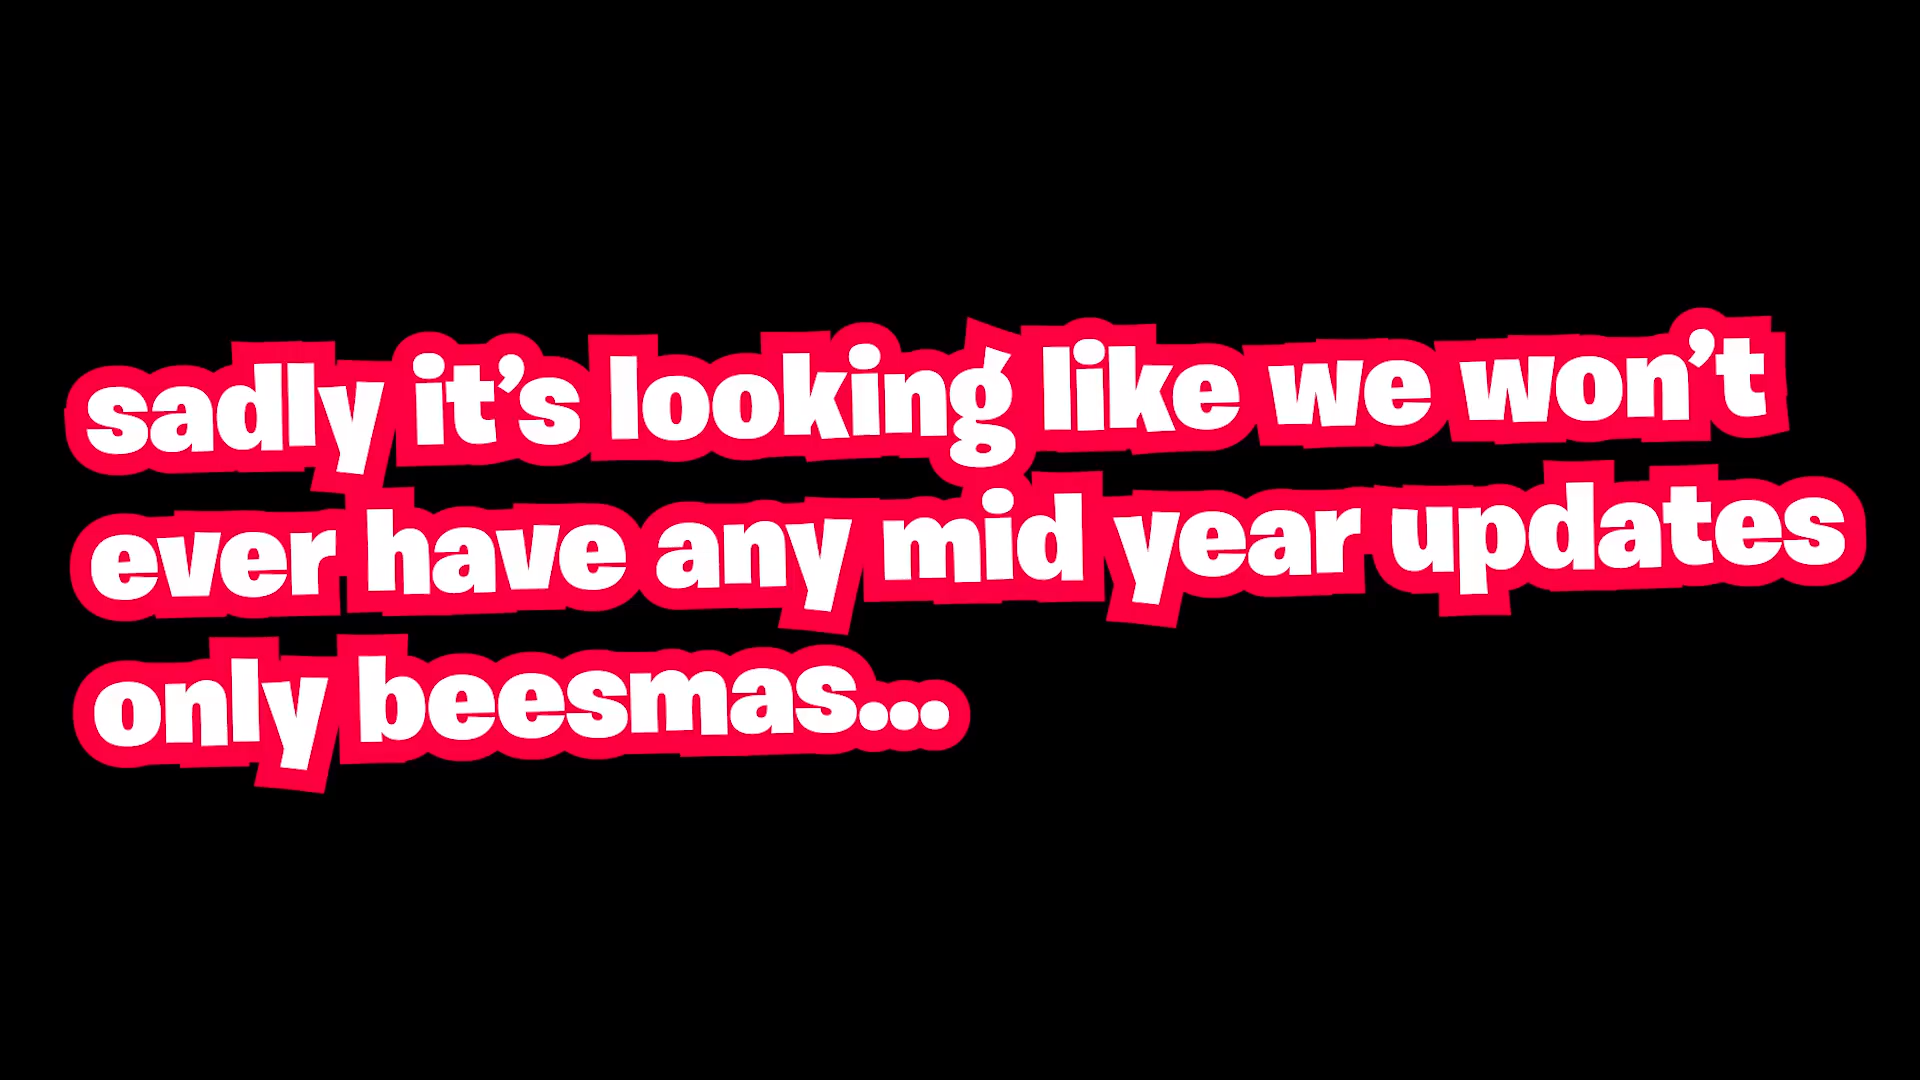 sadly it’s looking like we won’t
ever have any mid year updates
only beesmas...